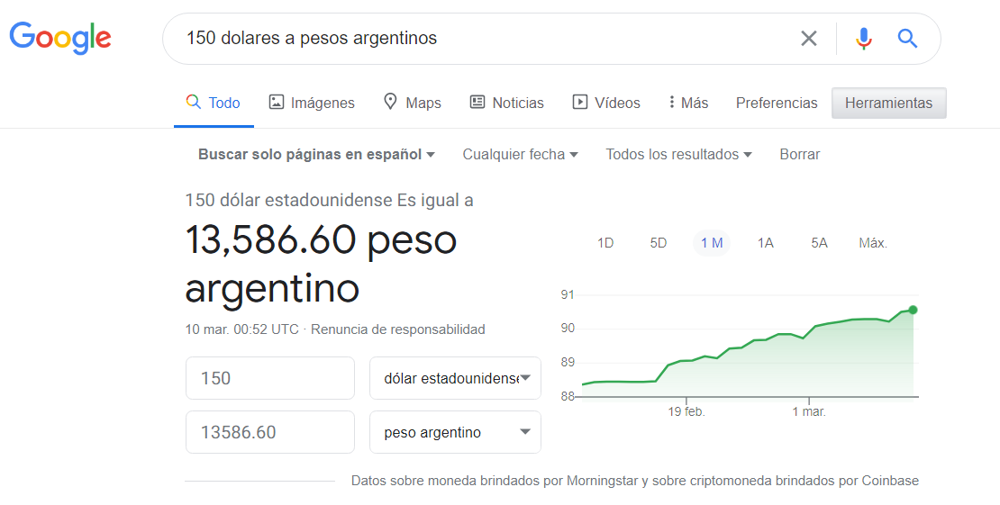 Google
150 dolares a pesos argentinos
Todo Imágenes Maps Noticias Vídeos Más Preferencias Herramientas
Buscar solo páginas en español Cualquier fecha Todos los resultados Borrar
150 dólar estadounidense Es igual a
13,586.60 peso
argentino
10 mar. 00:52 UTC · Renuncia de responsabilidad
150 dólar estadounidense
13586.60 peso argentino
1D 5D 1 M 1A 5A Máx.
91
90
89
88
19 feb. 1 mar.
Datos sobre moneda brindados por Morningstar y sobre criptomoneda brindados por Coinbase